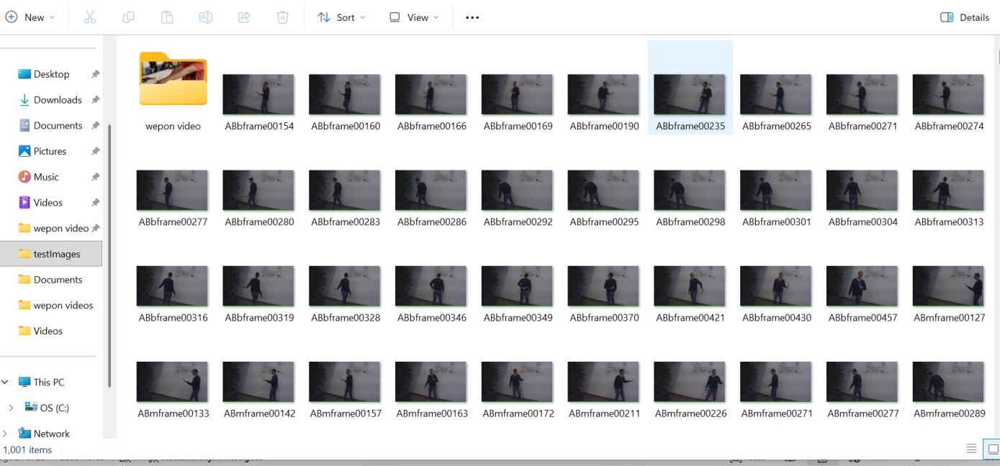 New Sort View Details
Desktop
Downloads
Documents
Pictures
Music
Videos
wepon video
testImages
Documents
wepon videos
Videos
This PC
OS (C:)
Network
wepon video ABbframe00154 ABbframe00160 ABbframe00166 ABbframe00169 ABbframe00190 ABbframe00235 ABbframe00265 ABbframe00271 ABbframe00274
ABbframe00277 ABbframe00280 ABbframe00283 ABbframe00286 ABbframe00292 ABbframe00295 ABbframe00298 ABbframe00301 ABbframe00304 ABbframe00313
ABbframe00316 ABbframe00319 ABbframe00328 ABbframe00346 ABbframe00349 ABbframe00370 ABbframe00421 ABbframe00430 ABbframe00457 ABmframe00127
ABmframe00133 ABmframe00142 ABmframe00157 ABmframe00163 ABmframe00172 ABmframe00211 ABmframe00226 ABmframe00271 ABmframe00277 ABmframe00289
1,001 items